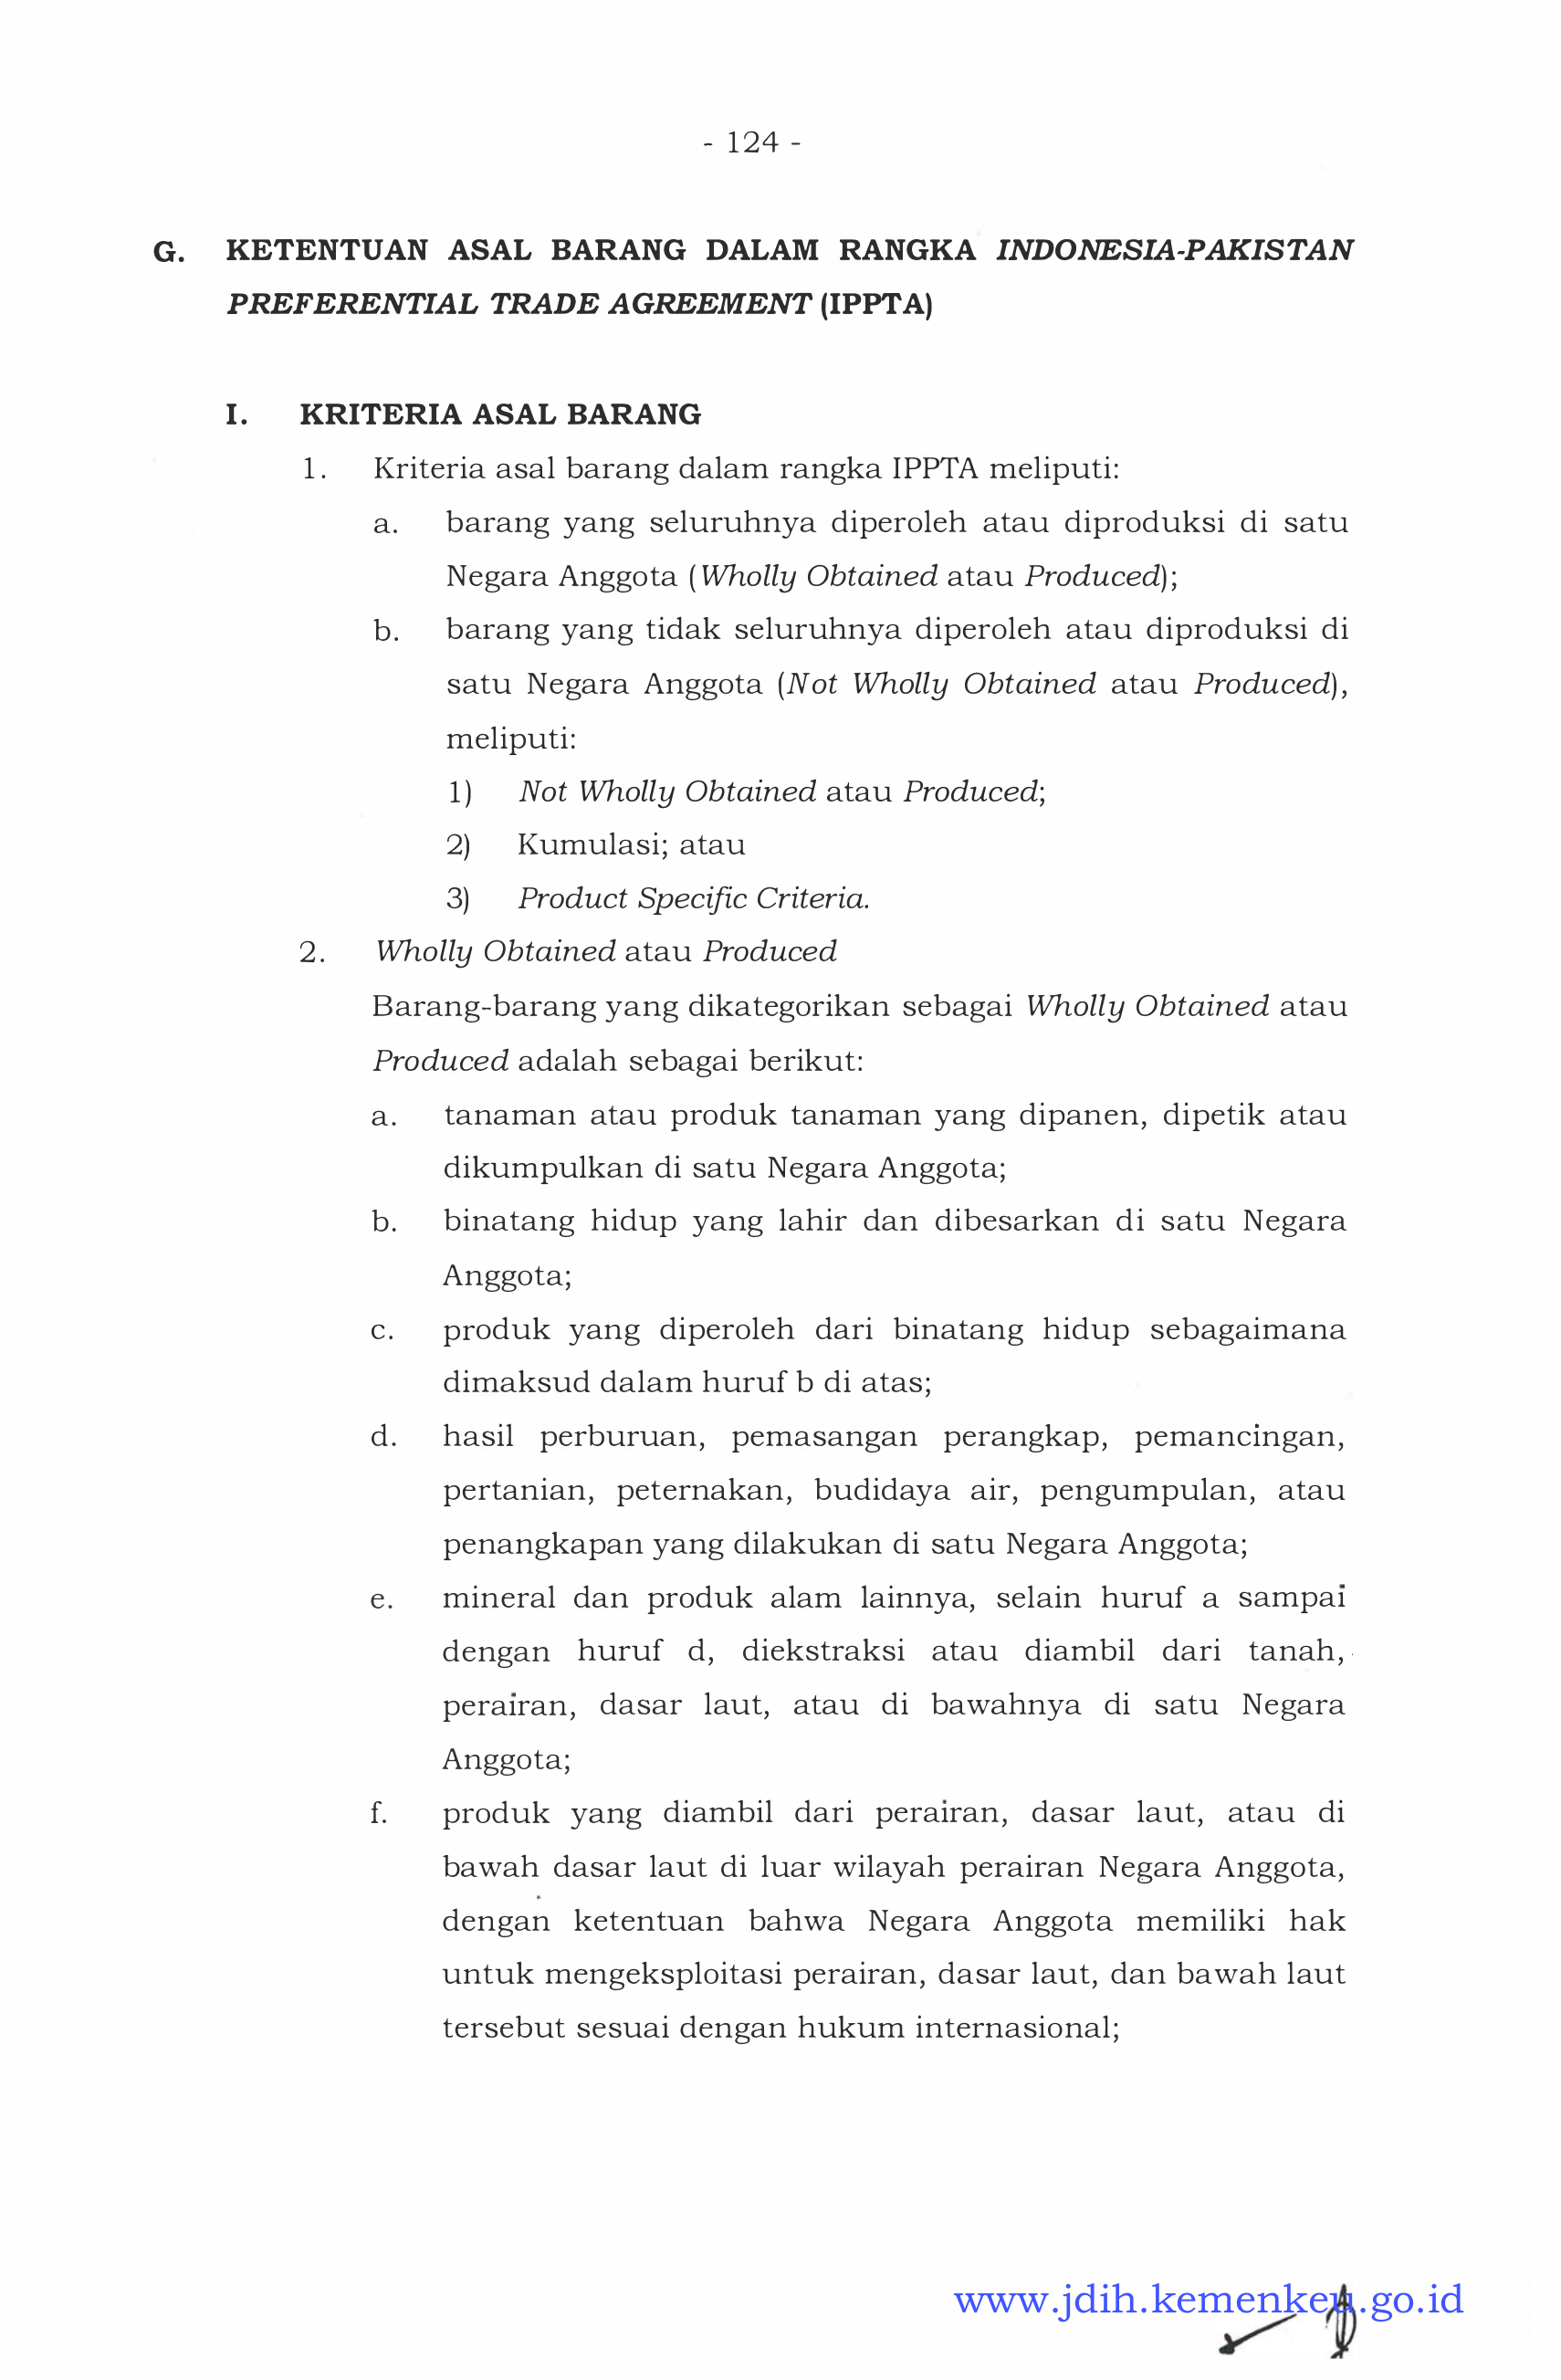 - 124 -
G. KETENTUAN ASAL BARANG DALAM RANGKA INDONESIA-PAKISTAN
PREFERENTIAL TRADE AGREEMENT (IPPTA)
I. KRITERIA ASAL BARANG
1. Kriteria asal barang dalam rangka IPPTA meliputi:
a. barang yang seluruhnya diperoleh atau diproduksi di satu
Negara Anggota (Wholly Obtained atau Produced);
b. barang yang tidak seluruhnya diperoleh atau diproduksi di
satu Negara Anggota (Not Wholly Obtained atau Produced),
meliputi:
1) Not Wholly Obtained atau Produced;
2) Kumulasi; atau
3) Product Specific Criteria.
2. Wholly Obtained atau Produced
Barang-barang yang dikategorikan sebagai Wholly Obtained atau
Produced adalah sebagai berikut:
a. tanaman atau produk tanaman yang dipanen, dipetik atau
dikumpulkan di satu Negara Anggota;
b. binatang hidup yang lahir dan dibesarkan di satu Negara
Anggota;
c. produk yang diperoleh dari binatang hidup sebagaimana
dimaksud dalam huruf b di atas;
d. hasil perburuan, pemasangan perangkap, pemancingan,
pertanian, peternakan, budidaya air, pengumpulan, atau
penangkapan yang dilakukan di satu Negara Anggota;
e. mineral dan produk alam lainnya, selain huruf a sampai
dengan huruf d, diekstraksi atau diambil dari tanah,
perairan, dasar laut, atau di bawahnya di satu Negara
Anggota;
f. produk yang diambil dari perairan, dasar laut, atau di
bawah dasar laut di luar wilayah perairan Negara Anggota,
dengan ketentuan bahwa Negara Anggota memiliki hak
untuk mengeksploitasi perairan, dasar laut, dan bawah laut
tersebut sesuai dengan hukum internasional;
www.jdih.kemenkeu.go.id